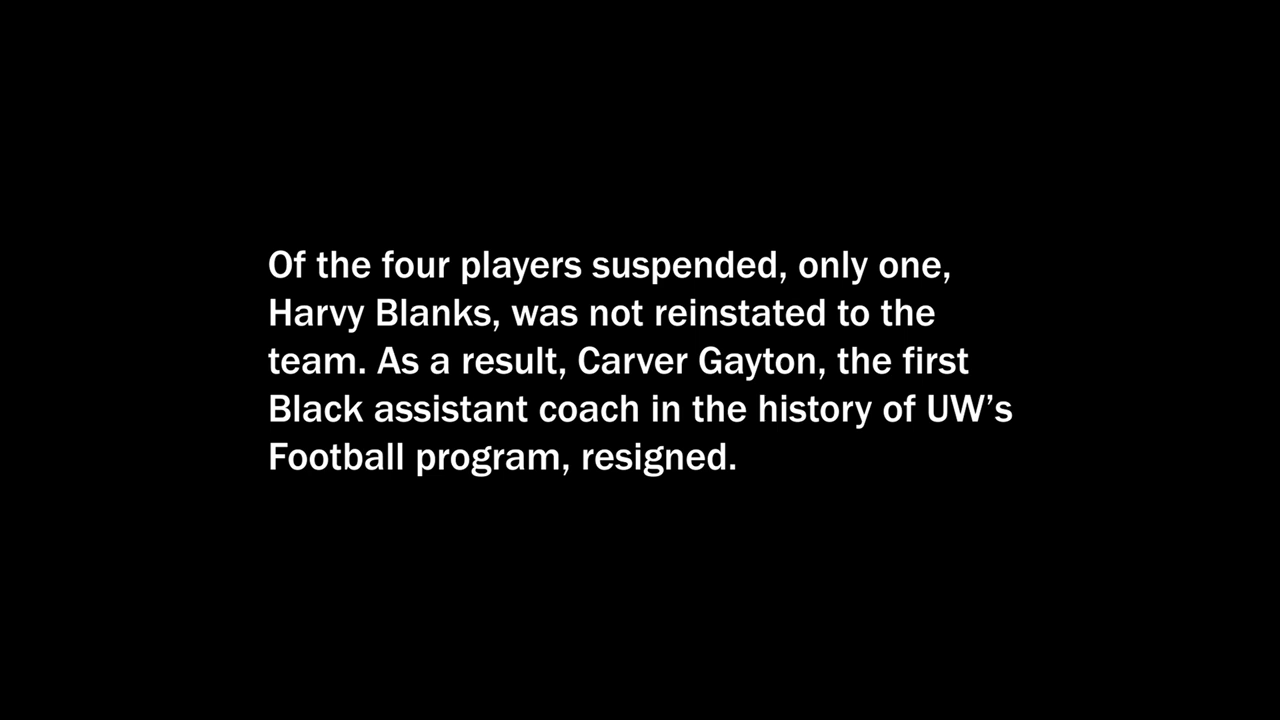 Of the four players suspended, only one,
Harvy Blanks, was not reinstated to the
team. As a result, Carver Gayton, the first
Black assistant coach in the history of UW’s
Football program, resigned.